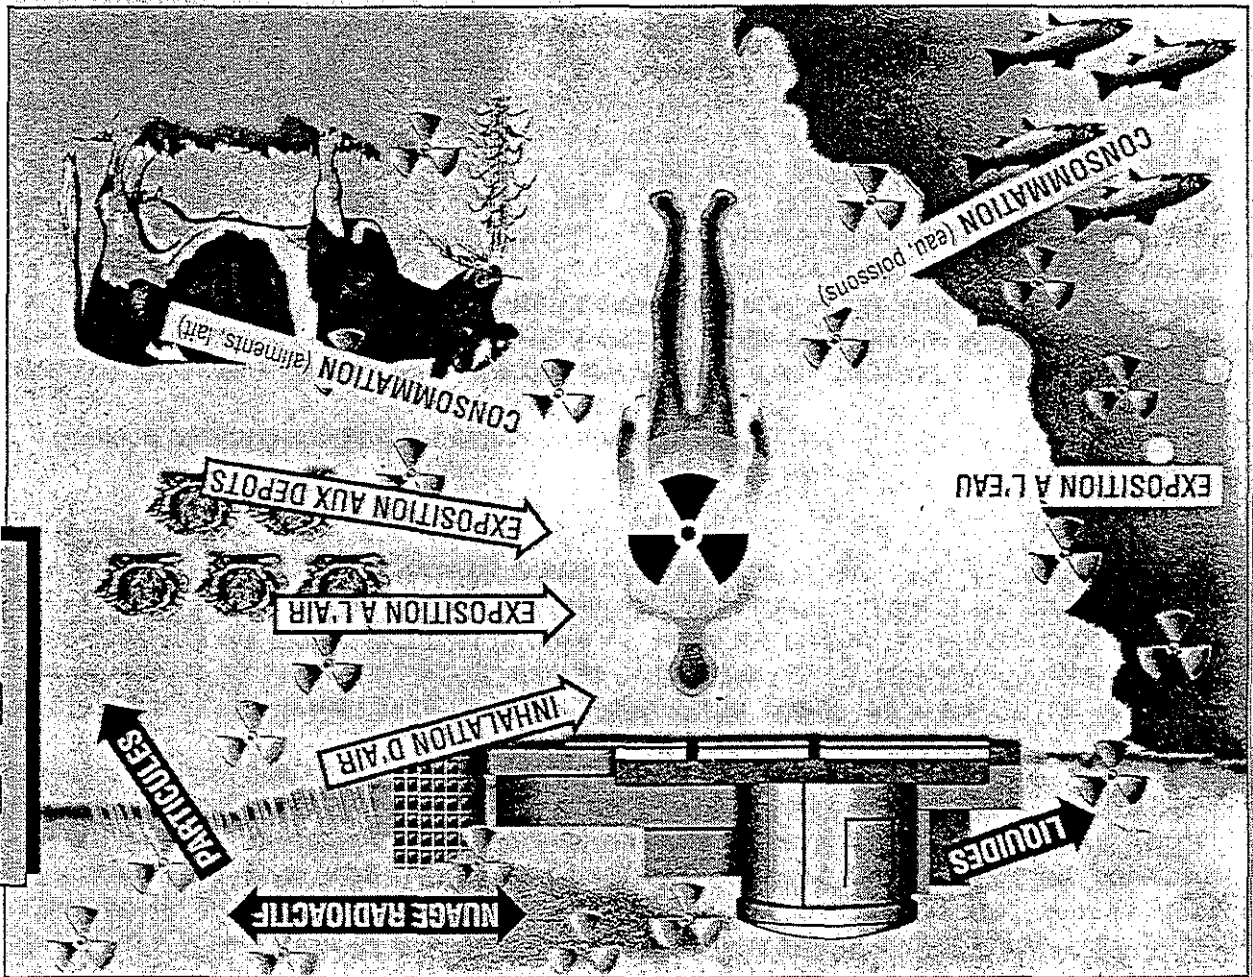 NUAGE RADIOACTIF
LIQUIDES
PARTICULES
INHALATION D'AIR
EXPOSITION A L'AIR
EXPOSITION A L'EAU
EXPOSITION AUX DEPOTS
CONSOMMATION (aliments, lait)
CONSOMMATION (eau, poissons)